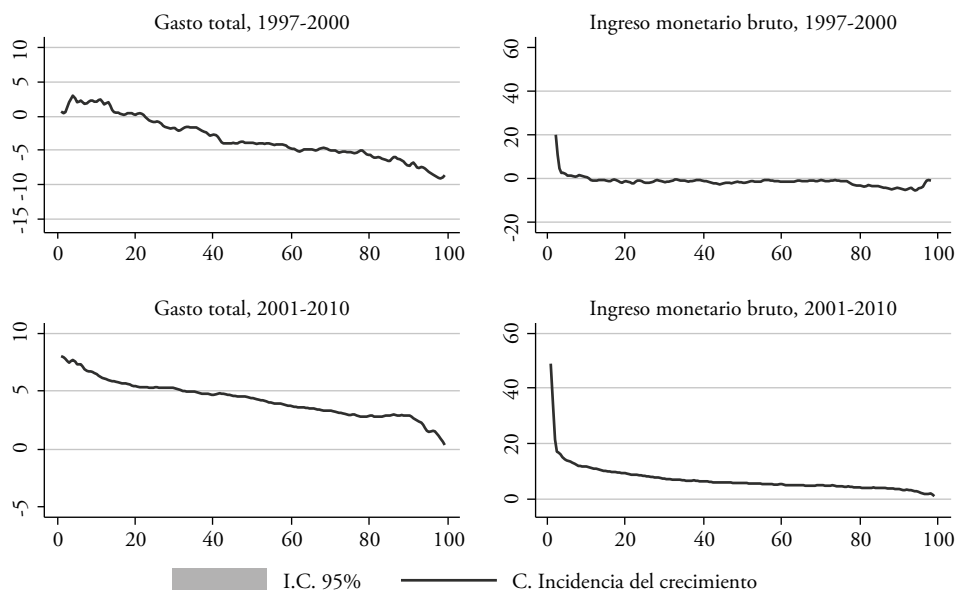 Gasto total, 1997-2000
10
5
0
-5
-10
-15
0 20 40 60 80 100
Ingreso monetario bruto, 1997-2000
60
40
20
0
-20
0 20 40 60 80 100
Gasto total, 2001-2010
10
5
0
-5
0 20 40 60 80 100
Ingreso monetario bruto, 2001-2010
60
40
20
0
0 20 40 60 80 100
I.C. 95% C. Incidencia del crecimiento